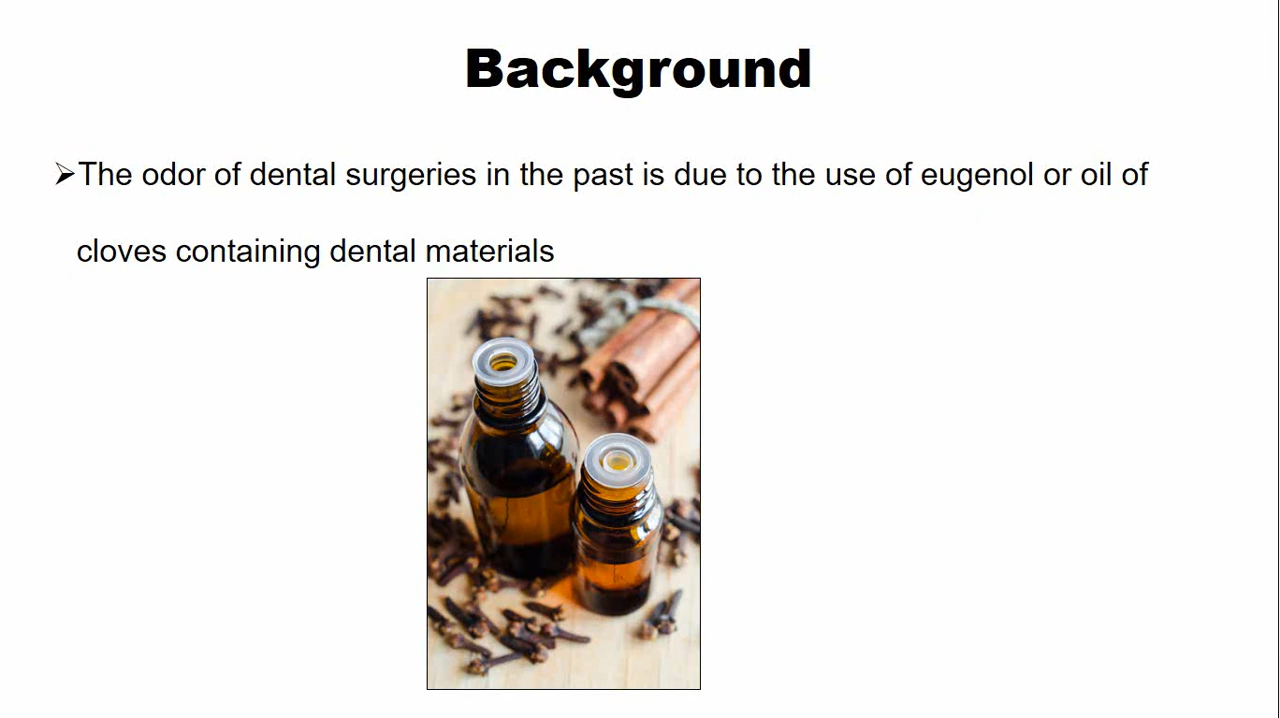 Background
➢The odor of dental surgeries in the past is due to the use of eugenol or oil of
cloves containing dental materials